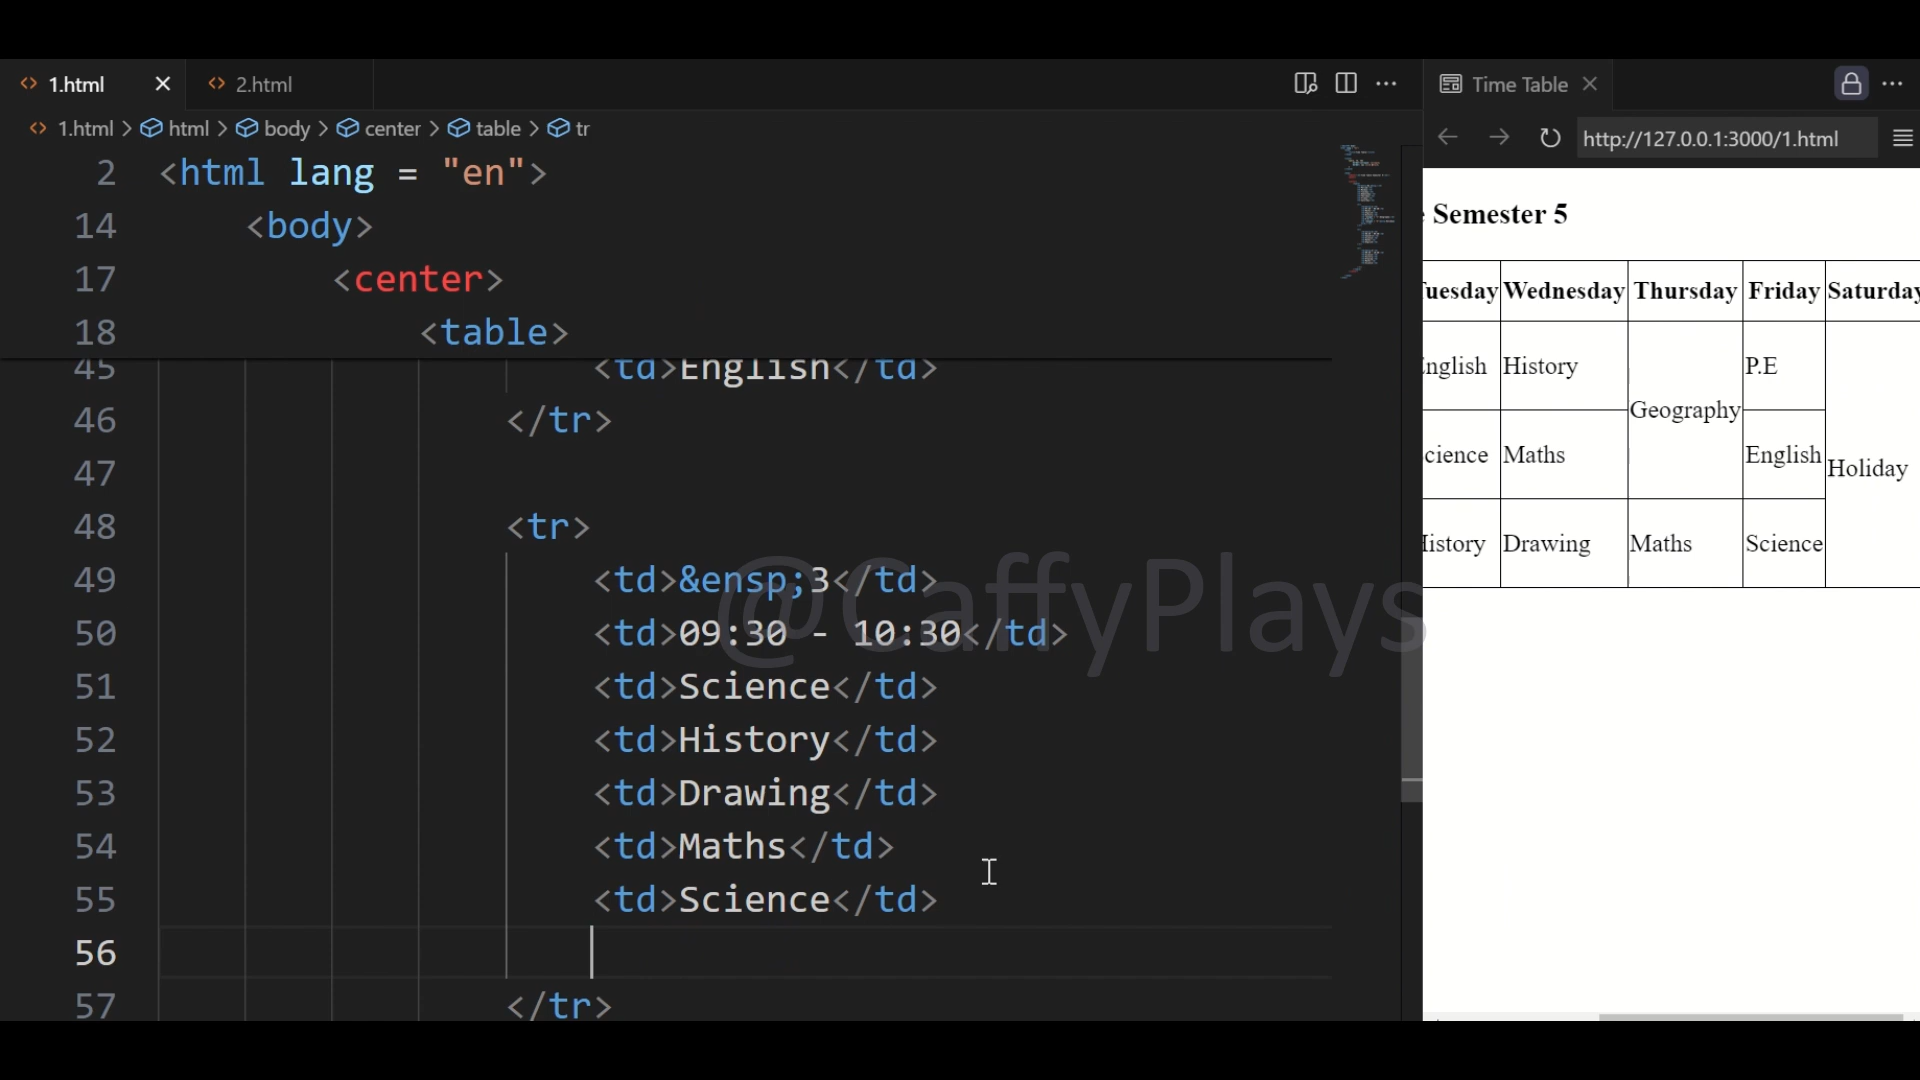 1.html
2.html
1.html > html > body > center > table > tr
2 <html lang = "en">
14 <body>
17 <center>
18 <table>
45 <td>English</td>
46 </tr>
47
48 <tr>
49 <td>&ensp;3</td>
50 <td>09:30 - 10:30</td>
51 <td>Science</td>
52 <td>History</td>
53 <td>Drawing</td>
54 <td>Maths</td>
55 <td>Science</td>
56
57 </tr>
@CaffyPlays
Time Table
http://127.0.0.1:3000/1.html
Semester 5
uesday Wednesday Thursday Friday Saturday
nglish History Geography P.E
cience Maths English Holiday
istory Drawing Maths Science